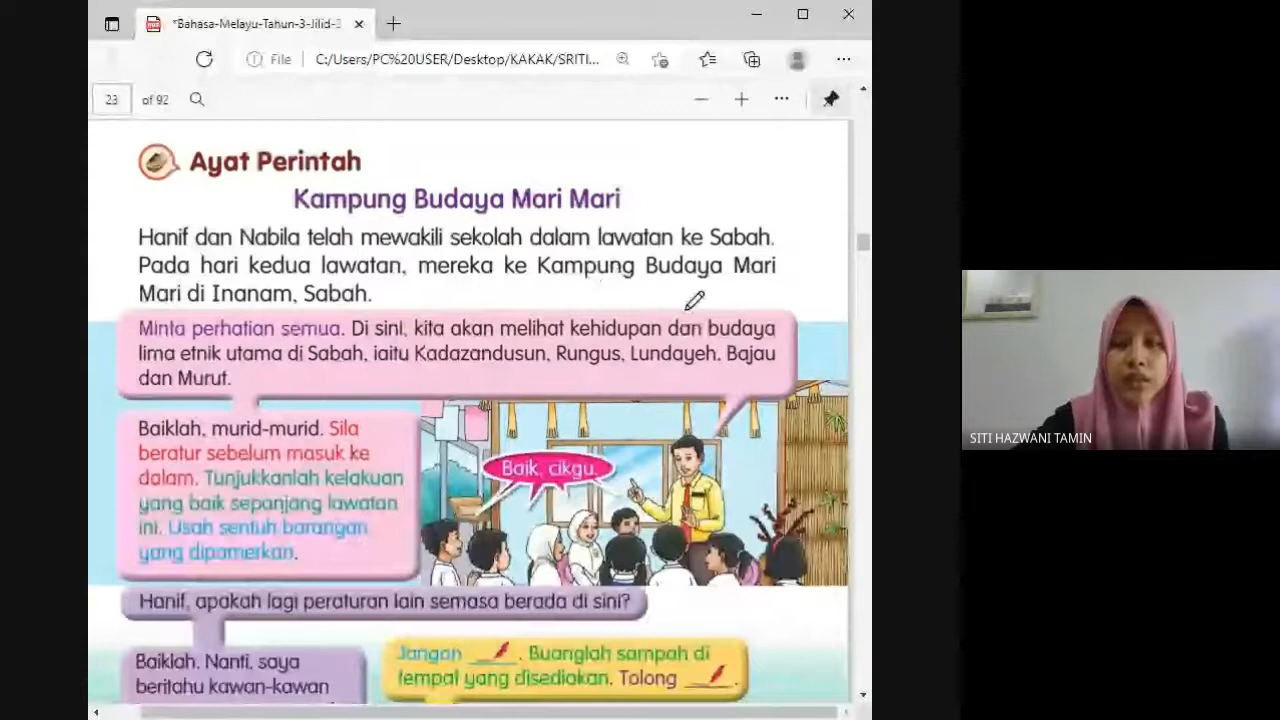 *Bahasa-Melayu-Tahun-3-Jilid-2
File
C:/Users/PC%20USER/Desktop/KAKAK/SRITI...
23
of 92
Ayat Perintah
Kampung Budaya Mari Mari
Hanif dan Nabila telah mewakili sekolah dalam lawatan ke Sabah.
Pada hari kedua lawatan, mereka ke Kampung Budaya Mari
Mari di Inanam, Sabah.
Minta perhatian semua. Di sini, kita akan melihat kehidupan dan budaya
lima etnik utama di Sabah, iaitu Kadazandusun, Rungus, Lundayeh, Bajau
dan Murut.
Baiklah, murid-murid. Sila
beratur sebelum masuk ke
dalam. Tunjukkanlah kelakuan
yang baik sepanjang lawatan
ini. Usah sentuh barangan
yang dipamerkan.
Baik, cikgu.
SITI HAZWANI TAMIN
Hanif, apakah lagi peraturan lain semasa berada di sini?
Baiklah. Nanti, saya
beritahu kawan-kawan
Jangan ____. Buanglah sampah di
tempat yang disediakan. Tolong ____.